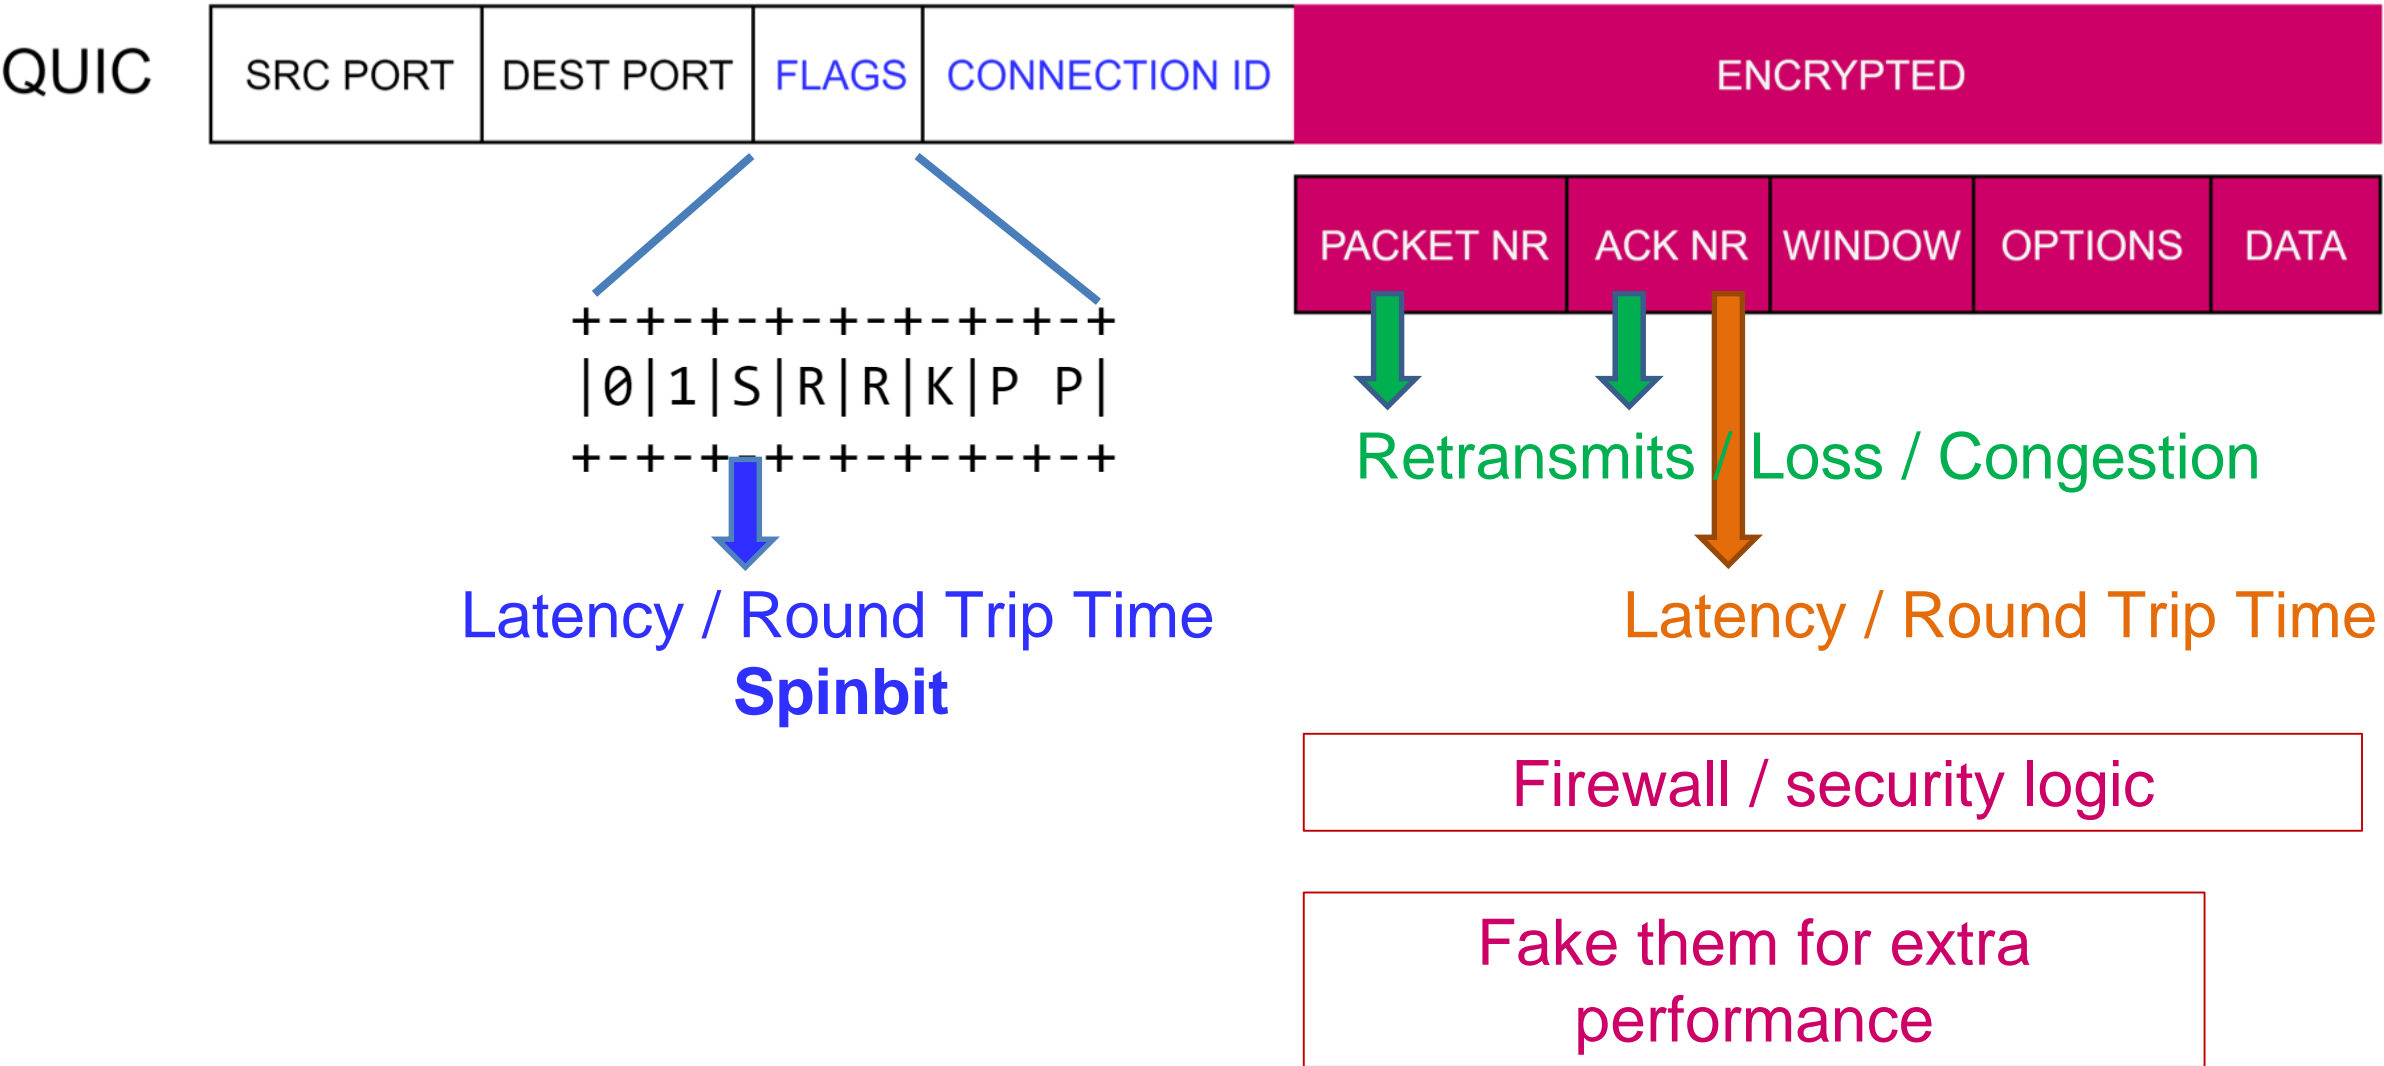 QUIC SRC PORT DEST PORT FLAGS CONNECTION ID ENCRYPTED
PACKET NR ACK NR WINDOW OPTIONS DATA
+-+-+-+-+-+-+-+-+
|0|1|S|R|R|K|P P|
+-+-+-+-+-+-+-+-+
Retransmits / Loss / Congestion
Latency / Round Trip Time
Spinbit
Latency / Round Trip Time
Firewall / security logic
Fake them for extra
performance